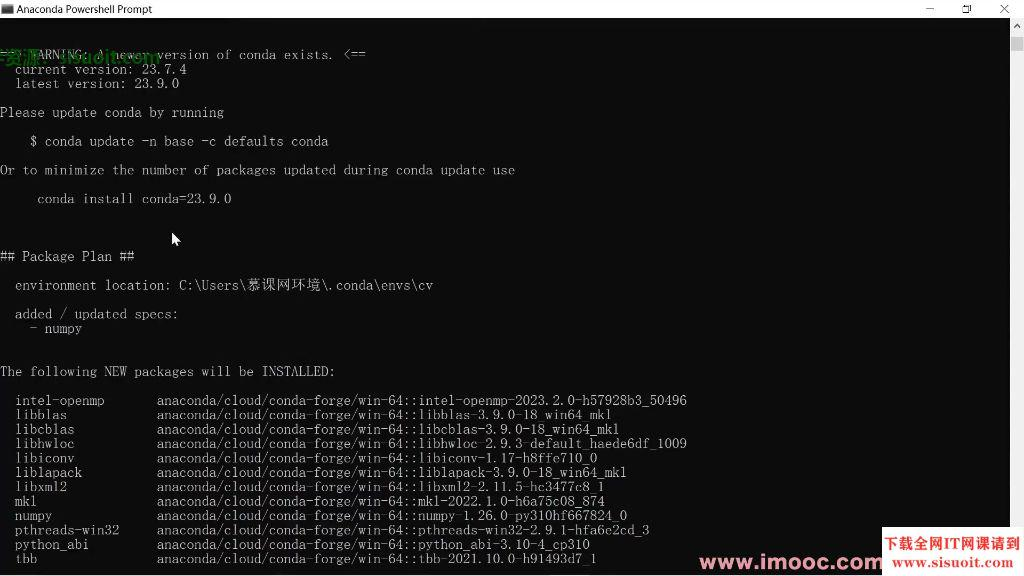 Anaconda Powershell Prompt
==> WARNING: A newer version of conda exists. <==
资源：sisuoit.com
current version: 23.7.4
latest version: 23.9.0
Please update conda by running
$ conda update -n base -c defaults conda
Or to minimize the number of packages updated during conda update use
conda install conda=23.9.0
## Package Plan ##
environment location: C:\Users\慕课网环境\.conda\envs\cv
added / updated specs:
- numpy
The following NEW packages will be INSTALLED:
intel-openmp anaconda/cloud/conda-forge/win-64::intel-openmp-2023.2.0-h57928b3_50496
libblas anaconda/cloud/conda-forge/win-64::libblas-3.9.0-18_win64_mkl
libcblas anaconda/cloud/conda-forge/win-64::libcblas-3.9.0-18_win64_mkl
libhwloc anaconda/cloud/conda-forge/win-64::libhwloc-2.9.3-default_haede6df_1009
libiconv anaconda/cloud/conda-forge/win-64::libiconv-1.17-h8ffe710_0
liblapack anaconda/cloud/conda-forge/win-64::liblapack-3.9.0-18_win64_mkl
libxml2 anaconda/cloud/conda-forge/win-64::libxml2-2.11.5-hc3477c8_1
mkl anaconda/cloud/conda-forge/win-64::mkl-2022.1.0-h6a75c08_874
numpy anaconda/cloud/conda-forge/win-64::numpy-1.26.0-py310hf667824_0
pthreads-win32 anaconda/cloud/conda-forge/win-64::pthreads-win32-2.9.1-hfa6e2cd_3
python_abi anaconda/cloud/conda-forge/win-64::python_abi-3.10-4_cp310
tbb anaconda/cloud/conda-forge/win-64::tbb-2021.10.0-h91493d7_1
www.imooc.com
下载全网IT网课请到
www.sisuoit.com